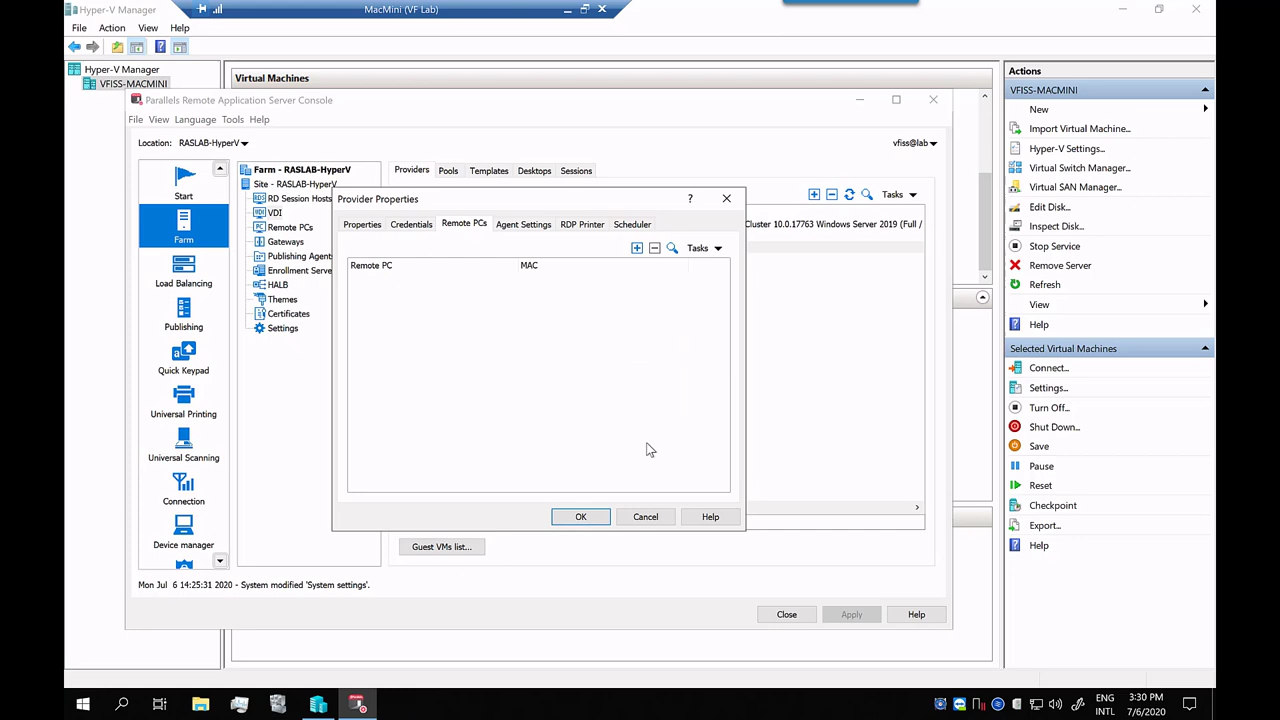 Hyper-V Manager
MacMini (VF Lab)
File Action View Help
Hyper-V Manager
VFISS-MACMINI
Virtual Machines
Parallels Remote Application Server Console
File View Language Tools Help
Location: RASLAB-HyperV
vfiss@lab
Start
Farm
Load Balancing
Publishing
Quick Keypad
Universal Printing
Universal Scanning
Connection
Device manager
Farm - RASLAB-HyperV
Site - RASLAB-HyperV
RD Session Hosts
VDI
Remote PCs
Gateways
Publishing Agent
Enrollment Serve
HALB
Themes
Certificates
Settings
Providers Pools Templates Desktops Sessions
Tasks
Cluster 10.0.17763 Windows Server 2019 (Full /
Provider Properties
?
Properties Credentials Remote PCs Agent Settings RDP Printer Scheduler
Tasks
Remote PC MAC
OK Cancel Help
Guest VMs list...
Mon Jul 6 14:25:31 2020 - System modified 'System settings'.
Close Apply Help
Actions
VFISS-MACMINI
New
Import Virtual Machine...
Hyper-V Settings...
Virtual Switch Manager...
Virtual SAN Manager...
Edit Disk...
Inspect Disk...
Stop Service
Remove Server
Refresh
View
Help
Selected Virtual Machines
Connect...
Settings...
Turn Off...
Shut Down...
Save
Pause
Reset
Checkpoint
Export...
Help
ENG
INTL
3:30 PM
7/6/2020